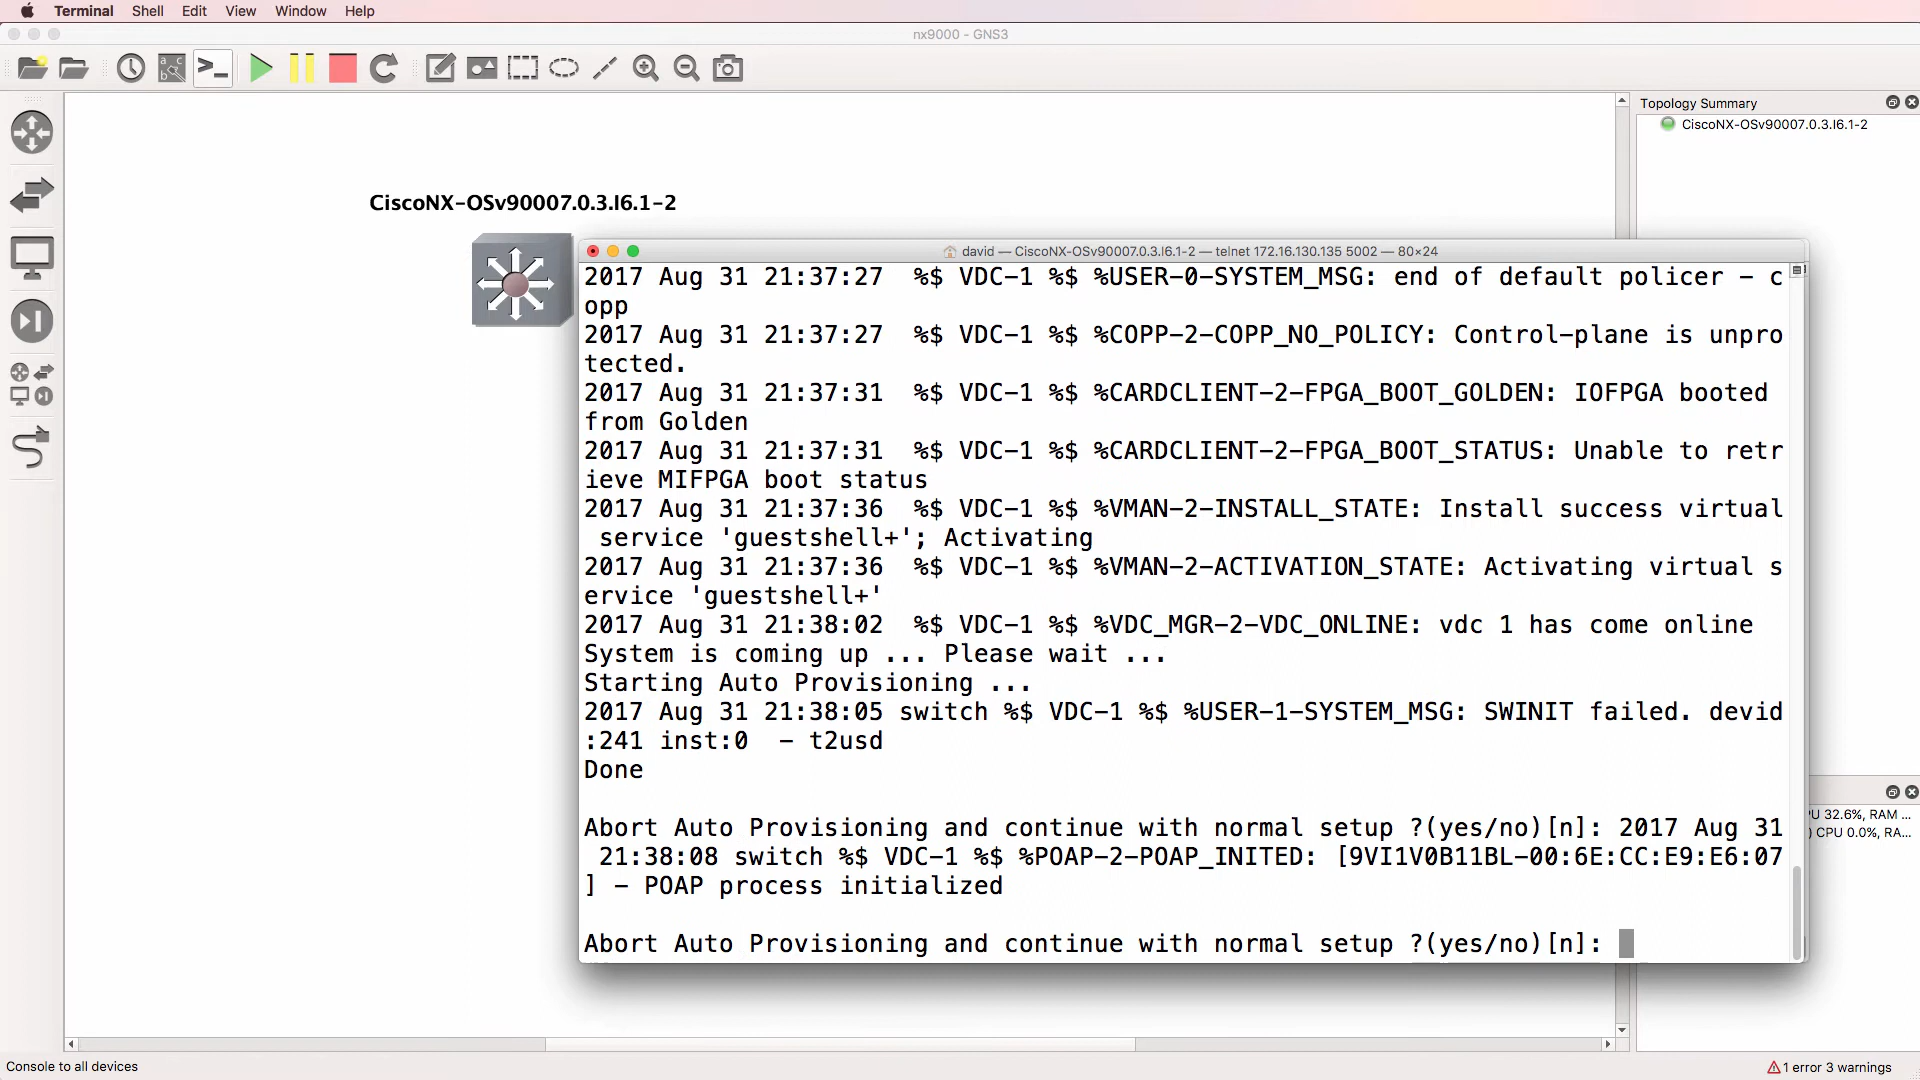 Terminal Shell Edit View Window Help
nx9000 - GNS3
Topology Summary
CiscoNX-OSv90007.0.3.I6.1-2
CiscoNX-OSv90007.0.3.I6.1-2
david — CiscoNX-OSv90007.0.3.I6.1-2 — telnet 172.16.130.135 5002 — 80×24
2017 Aug 31 21:37:27  %$ VDC-1 %$ %USER-0-SYSTEM_MSG: end of default policer - c
opp
2017 Aug 31 21:37:27  %$ VDC-1 %$ %COPP-2-COPP_NO_POLICY: Control-plane is unpro
tected.
2017 Aug 31 21:37:31  %$ VDC-1 %$ %CARDCLIENT-2-FPGA_BOOT_GOLDEN: IOFPGA booted
from Golden
2017 Aug 31 21:37:31  %$ VDC-1 %$ %CARDCLIENT-2-FPGA_BOOT_STATUS: Unable to retr
ieve MIFPGA boot status
2017 Aug 31 21:37:36  %$ VDC-1 %$ %VMAN-2-INSTALL_STATE: Install success virtual
 service 'guestshell+'; Activating
2017 Aug 31 21:37:36  %$ VDC-1 %$ %VMAN-2-ACTIVATION_STATE: Activating virtual s
ervice 'guestshell+'
2017 Aug 31 21:38:02  %$ VDC-1 %$ %VDC_MGR-2-VDC_ONLINE: vdc 1 has come online
System is coming up ... Please wait ...
Starting Auto Provisioning ...
2017 Aug 31 21:38:05 switch %$ VDC-1 %$ %USER-1-SYSTEM_MSG: SWINIT failed. devid
:241 inst:0  - t2usd
Done
Abort Auto Provisioning and continue with normal setup ?(yes/no)[n]: 2017 Aug 31
 21:38:08 switch %$ VDC-1 %$ %POAP-2-POAP_INITED: [9VI1V0B11BL-00:6E:CC:E9:E6:07
] - POAP process initialized
Abort Auto Provisioning and continue with normal setup ?(yes/no)[n]:
PU 32.6%, RAM ...
) CPU 0.0%, RA...
Console to all devices
1 error 3 warnings